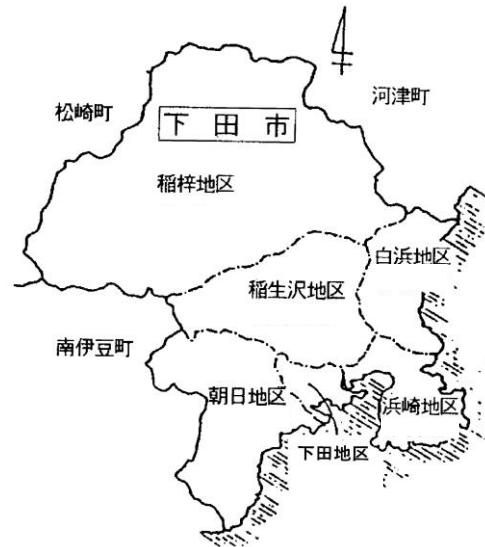 松崎町
河津町
下田市
稲梓地区
白浜地区
稲生沢地区
南伊豆町
朝日地区
浜崎地区
下田地区